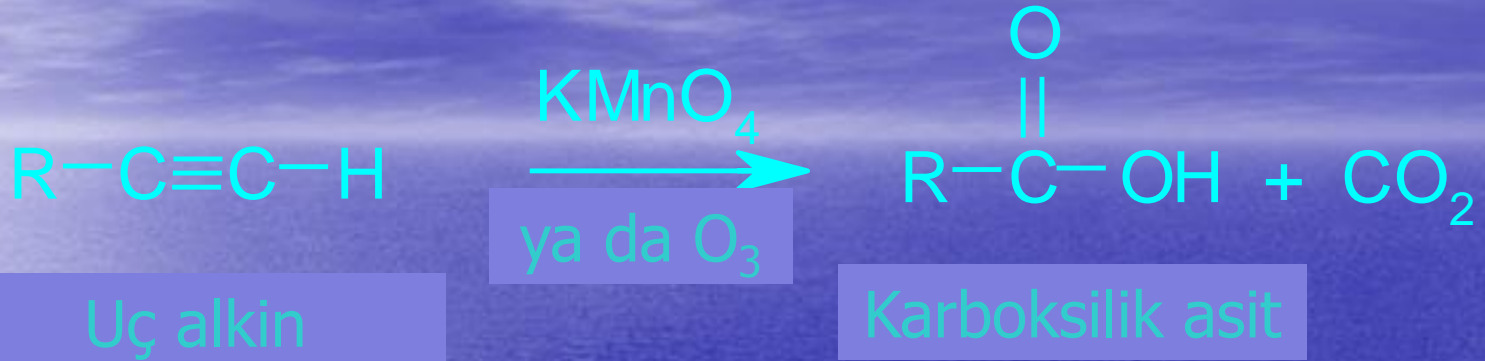 O
||
R—C≡C—H KMnO₄ R—C—OH + CO₂
ya da O₃
Uç alkin Karboksilik asit